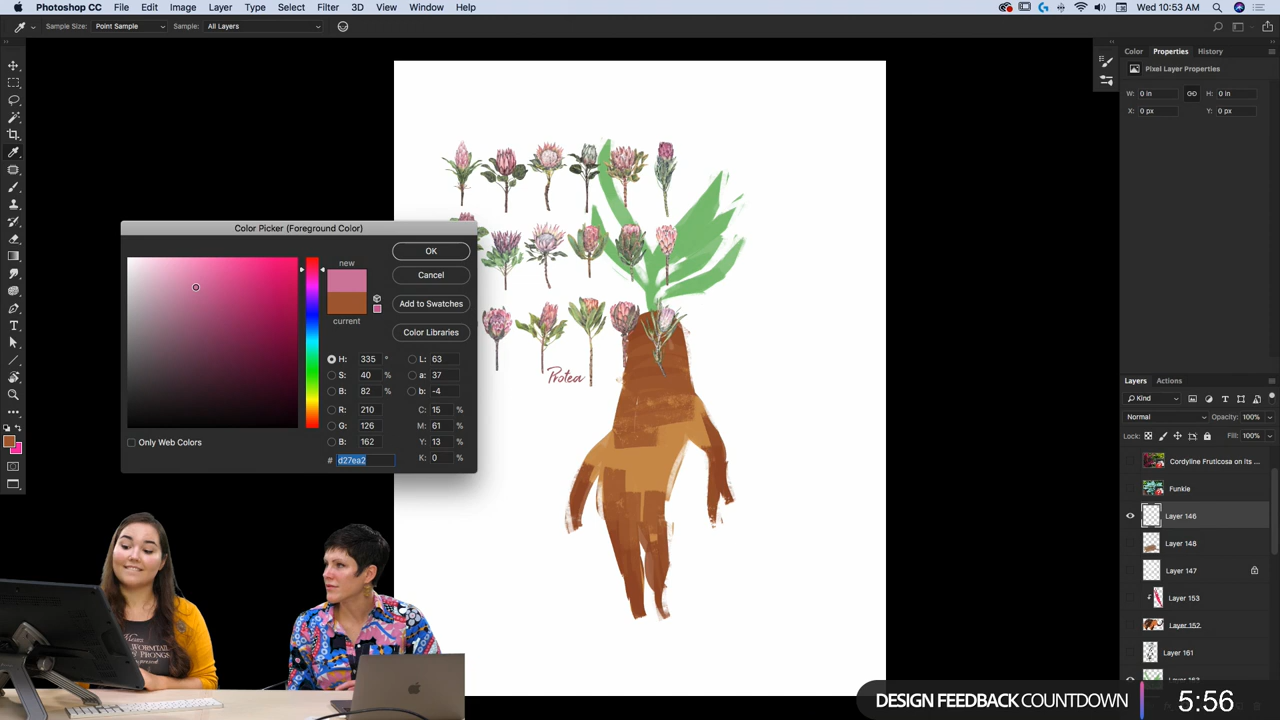 Photoshop CC File Edit Image Layer Type Select Filter 3D View Window Help Wed 10:53 AM
Sample Size: Point Sample Sample: All Layers
Color Properties History
Pixel Layer Properties
W: 0 in H: 0 in
X: 0 px Y: 0 px
Color Picker (Foreground Color)
new
current
OK
Cancel
Add to Swatches
Color Libraries
H: 335 ° L: 63
S: 40 % a: 37
B: 82 % b: -4
R: 210 C: 15 %
G: 126 M: 61 %
B: 162 Y: 13 %
# d27ea2 K: 0 %
Only Web Colors
Protea
Layers Actions
Kind
Normal Opacity: 100%
Lock: Fill: 100%
Cordyline Fruticosa on Its ...
Funkie
Layer 146
Layer 148
Layer 147
Layer 153
Layer 152
Layer 161
DESIGN FEEDBACK COUNTDOWN 5:56